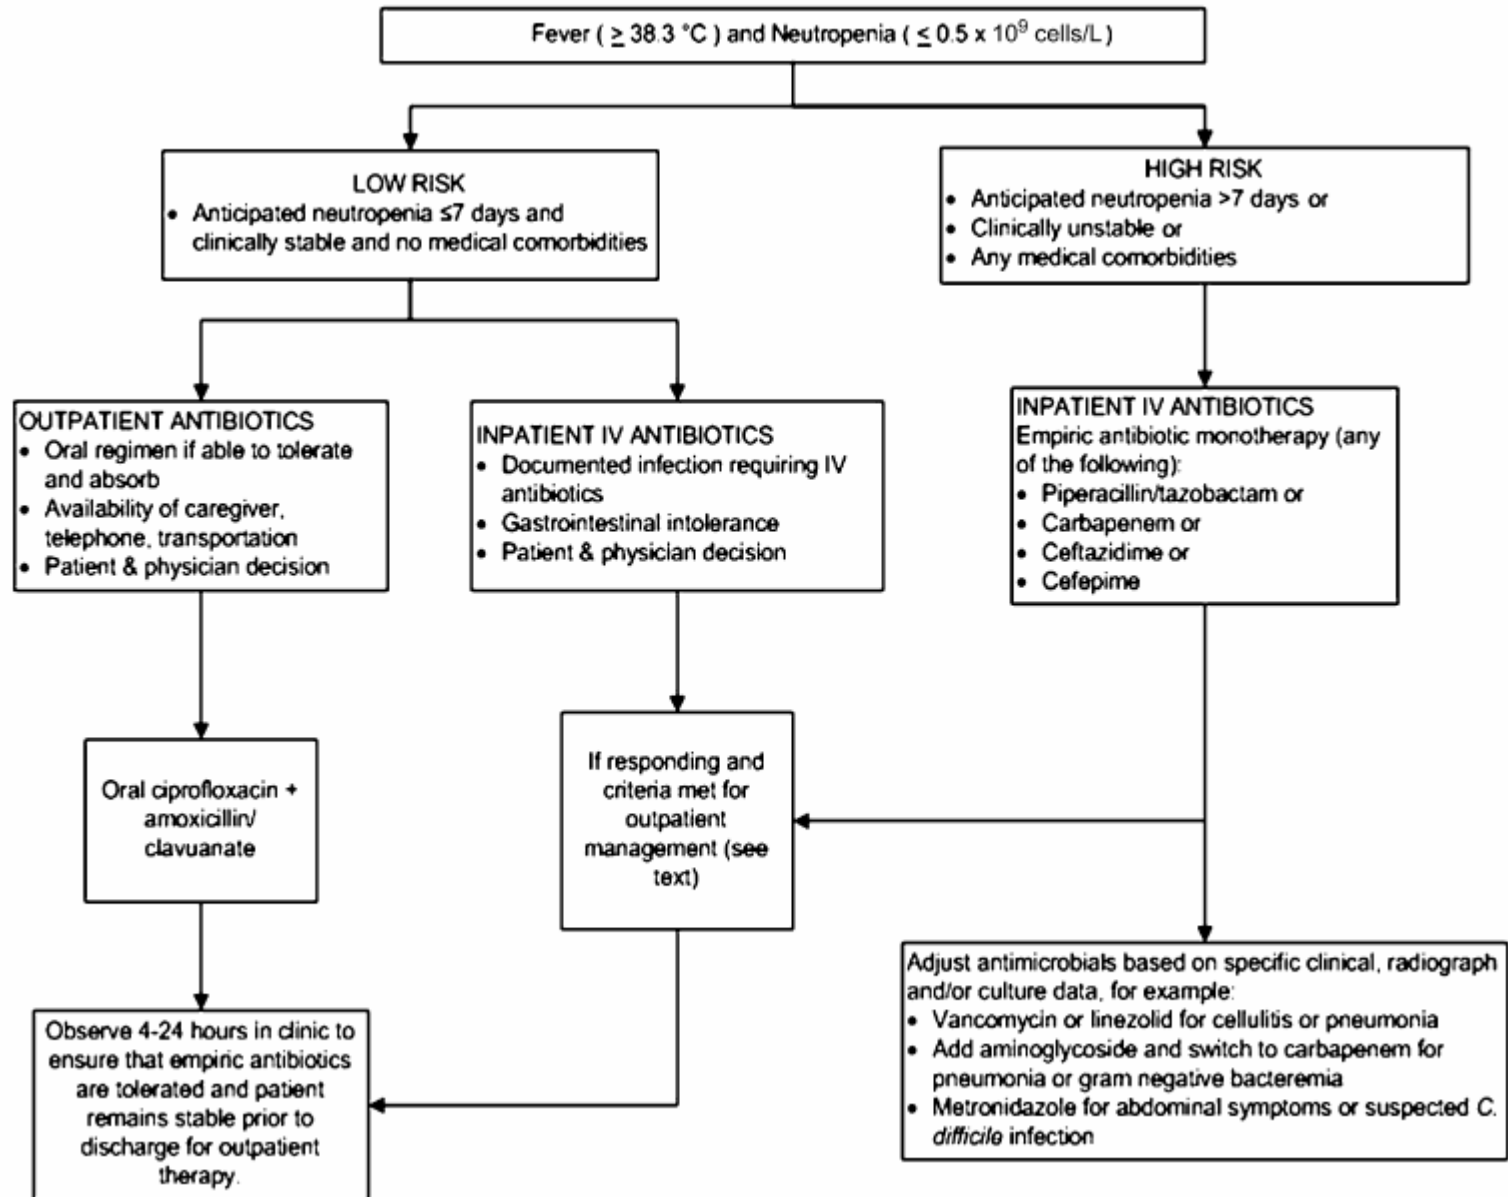 Fever ( ≥ 38.3 °C ) and Neutropenia ( ≤ 0.5 x 10⁹ cells/L)
LOW RISK
• Anticipated neutropenia ≤7 days and
clinically stable and no medical comorbidities
HIGH RISK
• Anticipated neutropenia >7 days or
• Clinically unstable or
• Any medical comorbidities
OUTPATIENT ANTIBIOTICS
• Oral regimen if able to tolerate
and absorb
• Availability of caregiver,
telephone, transportation
• Patient & physician decision
INPATIENT IV ANTIBIOTICS
• Documented infection requiring IV
antibiotics
• Gastrointestinal intolerance
• Patient & physician decision
INPATIENT IV ANTIBIOTICS
Empiric antibiotic monotherapy (any
of the following):
• Piperacillin/tazobactam or
• Carbapenem or
• Ceftazidime or
• Cefepime
Oral ciprofloxacin +
amoxicillin/
clavuanate
If responding and
criteria met for
outpatient
management (see
text)
Observe 4-24 hours in clinic to
ensure that empiric antibiotics
are tolerated and patient
remains stable prior to
discharge for outpatient
therapy.
Adjust antimicrobials based on specific clinical, radiograph
and/or culture data, for example:
• Vancomycin or linezolid for cellulitis or pneumonia
• Add aminoglycoside and switch to carbapenem for
pneumonia or gram negative bacteremia
• Metronidazole for abdominal symptoms or suspected C.
difficile infection